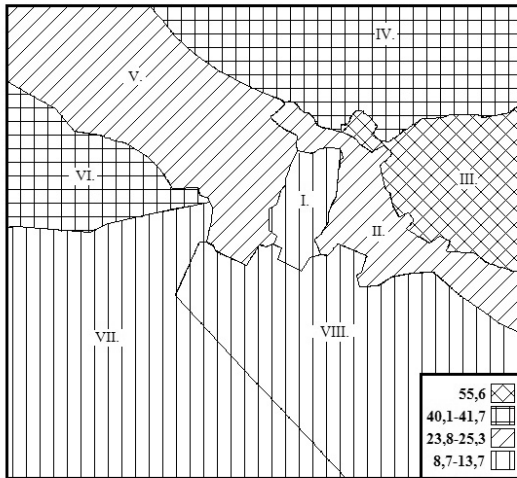 IV.
V.
VI.
III.
I.
II.
VII.
VIII.
55,6
40,1-41,7
23,8-25,3
8,7-13,7